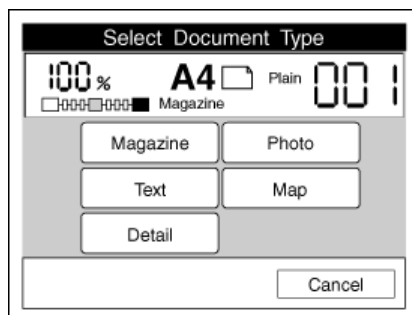 Select Document Type
100 % A4 Plain 001
Magazine
Magazine Photo
Text Map
Detail
Cancel